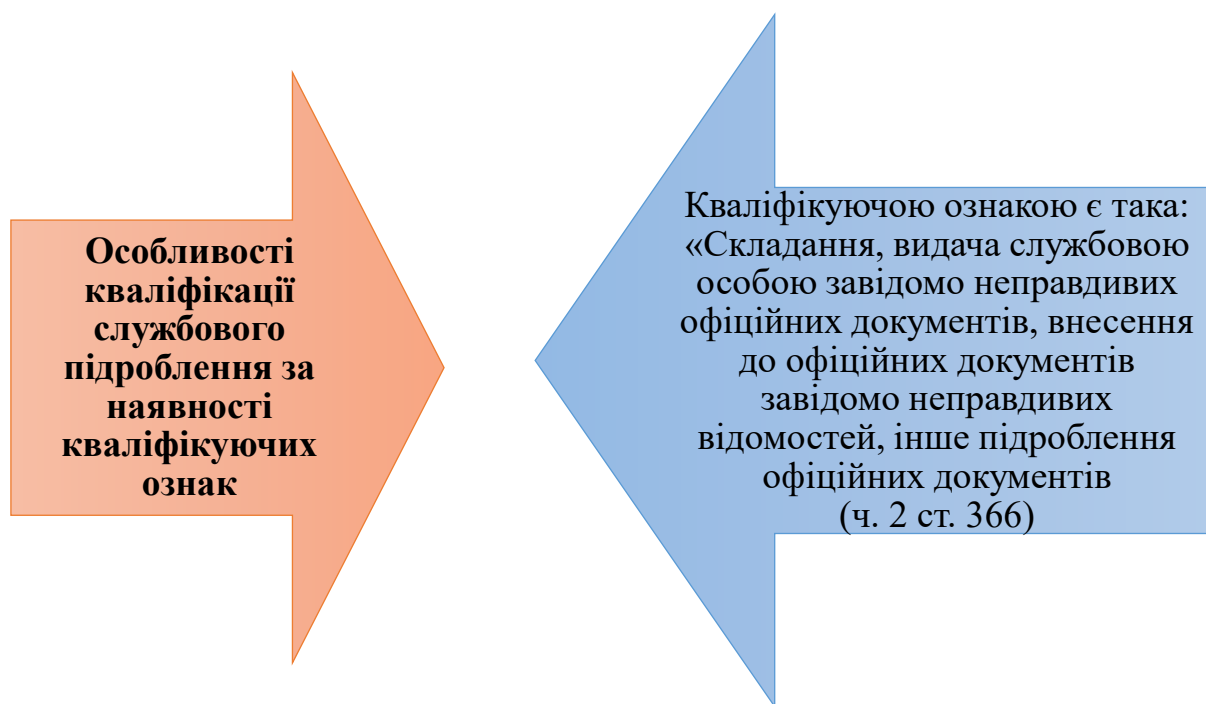 Особливості
кваліфікації
службового
підроблення за
наявності
кваліфікуючих
ознак
Кваліфікуючою ознакою є така:
«Складання, видача службовою
особою завідомо неправдивих
офіційних документів, внесення
до офіційних документів
завідомо неправдивих
відомостей, інше підроблення
офіційних документів
(ч. 2 ст. 366)